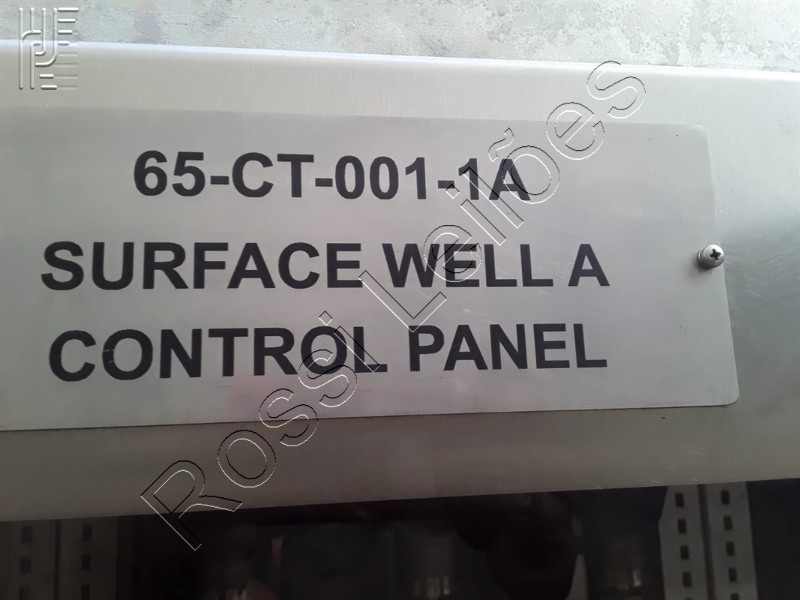 65-CT-001-1A
SURFACE WELL A
CONTROL PANEL
Rossi Leilões